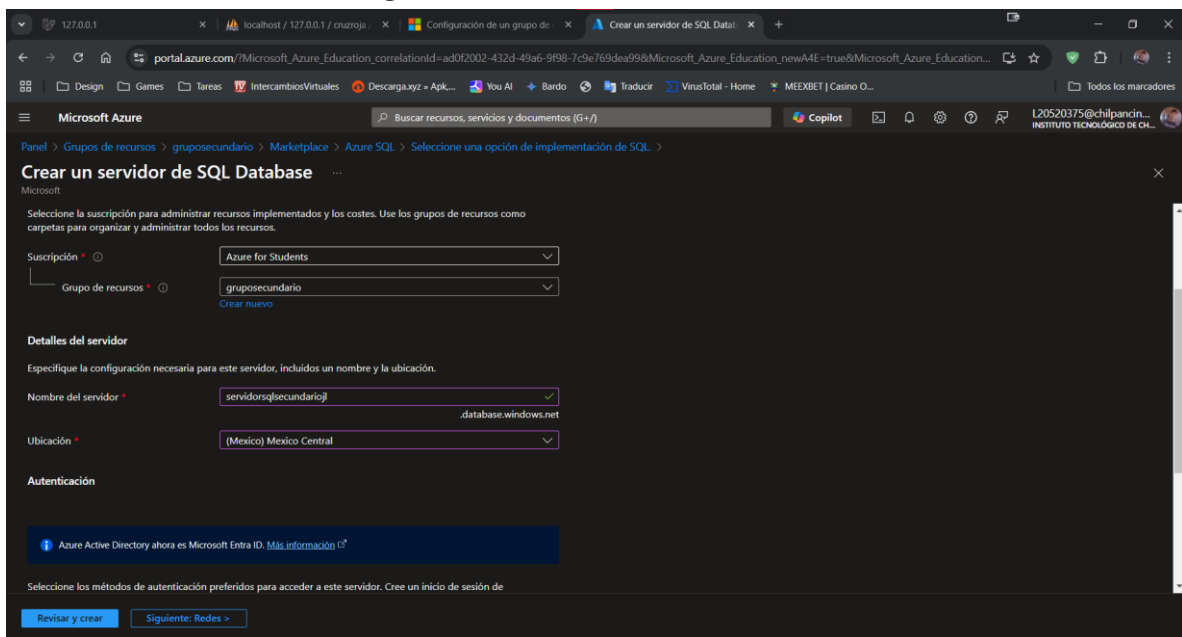 127.0.0.1
localhost / 127.0.0.1 / cruzroja
Configuración de un grupo de
Crear un servidor de SQL Datab
portal.azure.com/?Microsoft_Azure_Education_correlationId=ad0f2002-432d-49a6-9f98-7c9e769dea99&Microsoft_Azure_Education_newA4E=true&Microsoft_Azure_Education...
Design Games Tareas IntercambiosVirtuales Descarga.xyz » Apk,... You AI Bardo Traducir VirusTotal - Home MEEXBET | Casino O... Todos los marcadores
Microsoft Azure
Buscar recursos, servicios y documentos (G+/)
Copilot
L20520375@chilpancin...
INSTITUTO TECNOLÓGICO DE CH...
Panel > Grupos de recursos > gruposecundario > Marketplace > Azure SQL > Seleccione una opción de implementación de SQL. >
Crear un servidor de SQL Database ...
Microsoft
Seleccione la suscripción para administrar recursos implementados y los costes. Use los grupos de recursos como
carpetas para organizar y administrar todos los recursos.
Suscripción * Azure for Students
Grupo de recursos * gruposecundario
Crear nuevo
Detalles del servidor
Especifique la configuración necesaria para este servidor, incluidos un nombre y la ubicación.
Nombre del servidor * servidorsqlsecundariojl
.database.windows.net
Ubicación * (Mexico) Mexico Central
Autenticación
Azure Active Directory ahora es Microsoft Entra ID. Más información
Seleccione los métodos de autenticación preferidos para acceder a este servidor. Cree un inicio de sesión de
Revisar y crear
Siguiente: Redes >